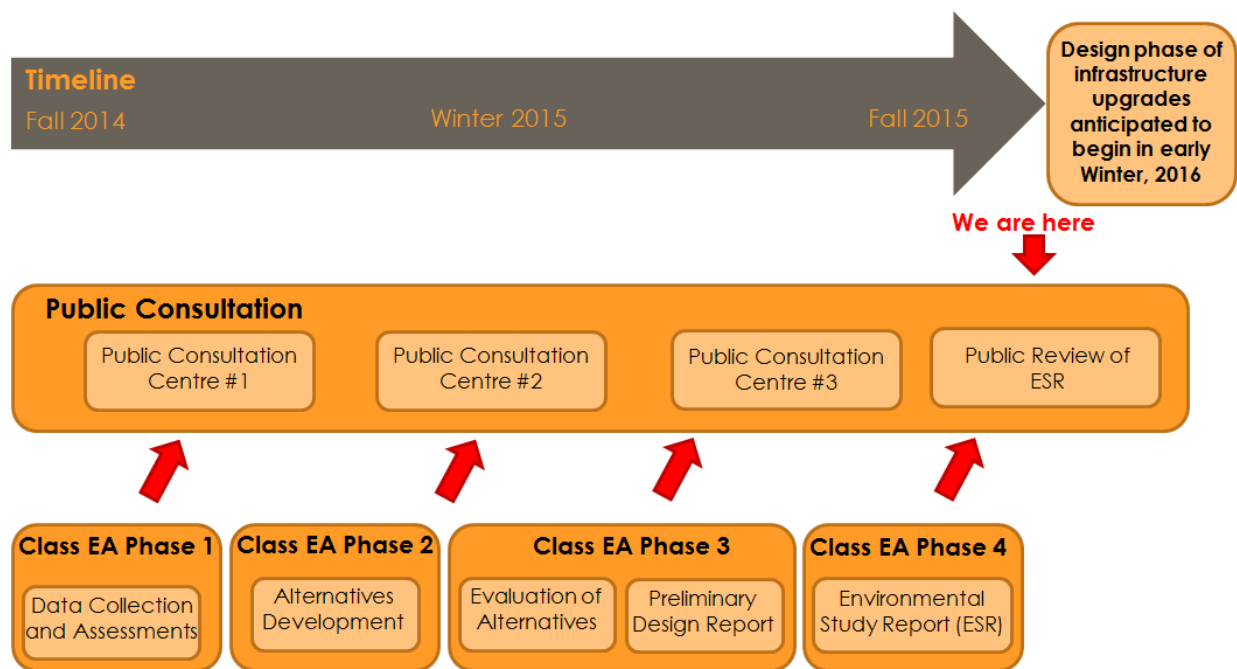 Timeline
Fall 2014
Winter 2015
Fall 2015
Design phase of
infrastructure
upgrades
anticipated to
begin in early
Winter, 2016
We are here
Public Consultation
Public Consultation
Centre #1
Public Consultation
Centre #2
Public Consultation
Centre #3
Public Review of
ESR
Class EA Phase 1
Data Collection
and Assessments
Class EA Phase 2
Alternatives
Development
Class EA Phase 3
Evaluation of
Alternatives
Preliminary
Design Report
Class EA Phase 4
Environmental
Study Report (ESR)